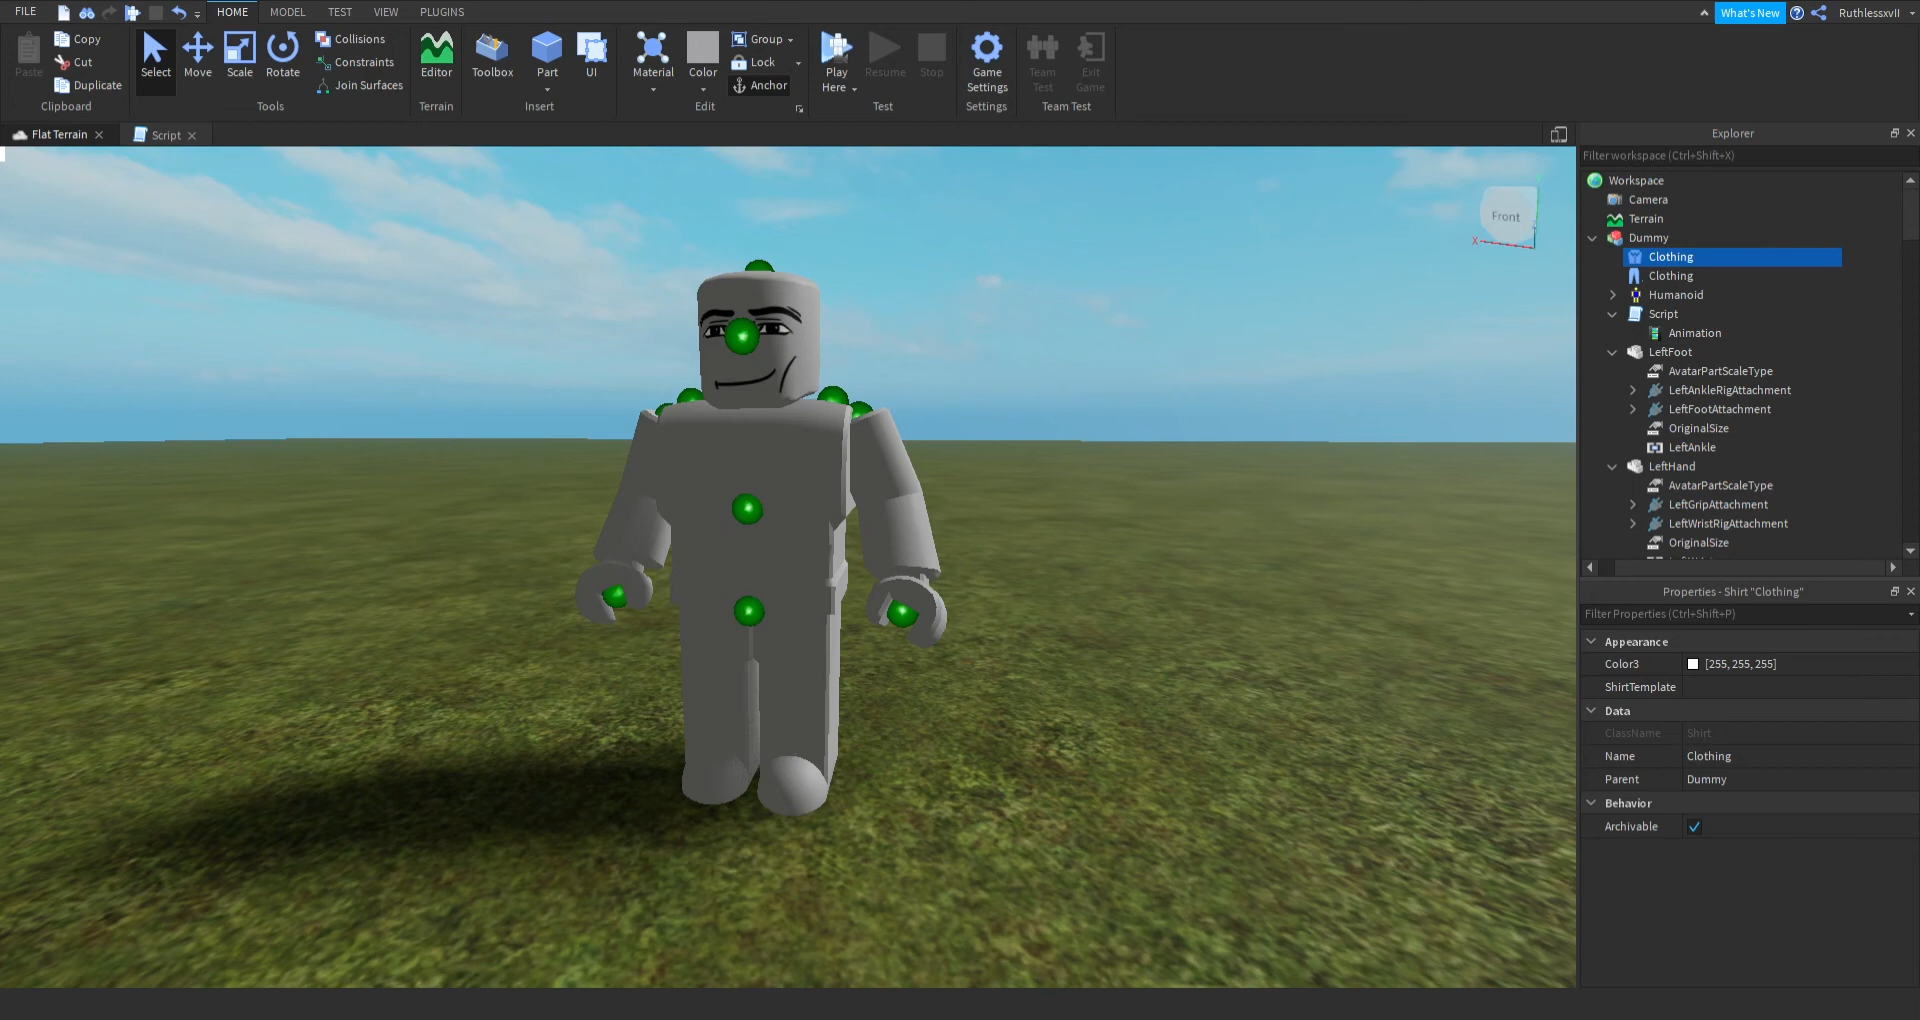 FILE
HOME
MODEL
TEST
VIEW
PLUGINS
What's New
RuthlessxvII
Paste
Copy
Cut
Duplicate
Clipboard
Select
Move
Scale
Rotate
Collisions
Constraints
Join Surfaces
Tools
Editor
Terrain
Toolbox
Part
UI
Insert
Material
Color
Group
Lock
Anchor
Edit
Play
Here
Resume
Stop
Test
Game
Settings
Settings
Team
Test
Exit
Game
Team Test
Flat Terrain
Script
Front
X
Explorer
Filter workspace (Ctrl+Shift+X)
Workspace
Camera
Terrain
Dummy
Clothing
Clothing
Humanoid
Script
Animation
LeftFoot
AvatarPartScaleType
LeftAnkleRigAttachment
LeftFootAttachment
OriginalSize
LeftAnkle
LeftHand
AvatarPartScaleType
LeftGripAttachment
LeftWristRigAttachment
OriginalSize
Properties - Shirt "Clothing"
Filter Properties (Ctrl+Shift+P)
Appearance
Color3 [255, 255, 255]
ShirtTemplate
Data
ClassName Shirt
Name Clothing
Parent Dummy
Behavior
Archivable